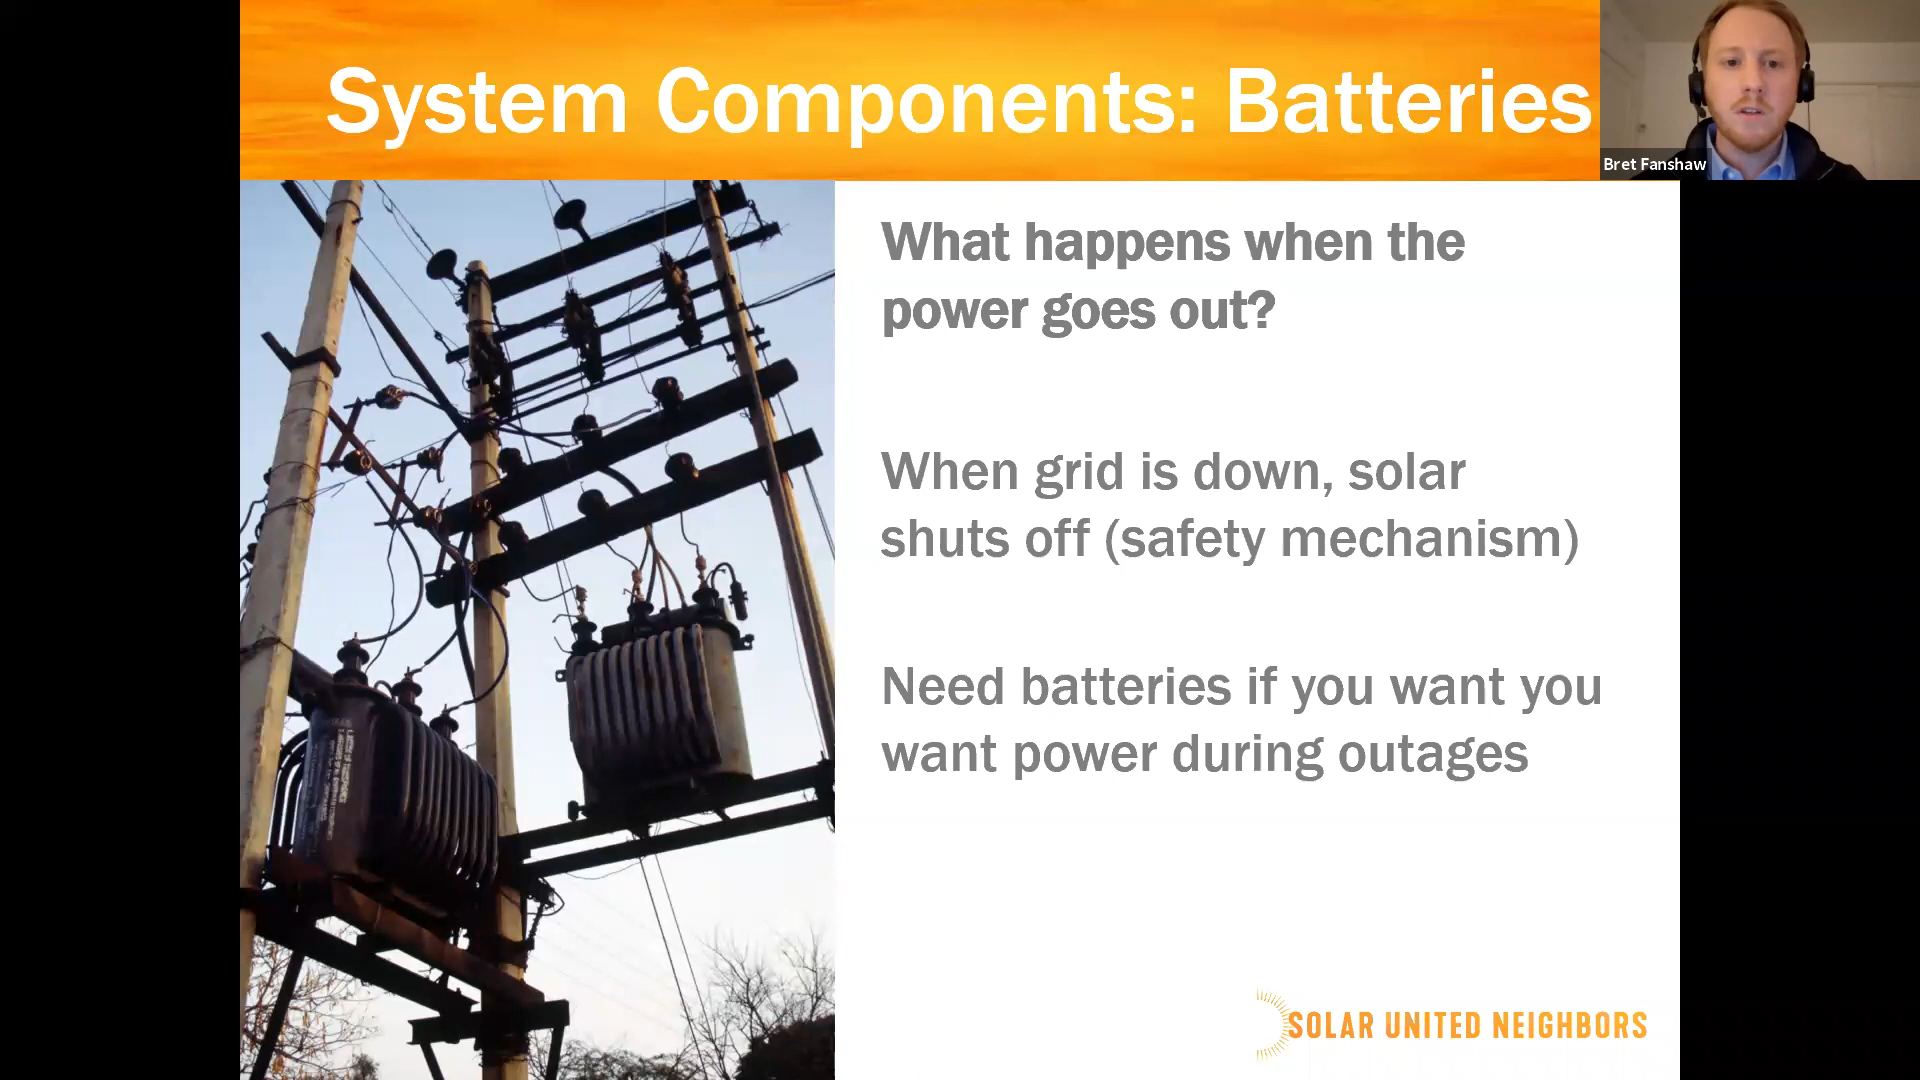 System Components: Batteries
Bret Fanshaw
What happens when the
power goes out?
When grid is down, solar
shuts off (safety mechanism)
Need batteries if you want you
want power during outages
SOLAR UNITED NEIGHBORS